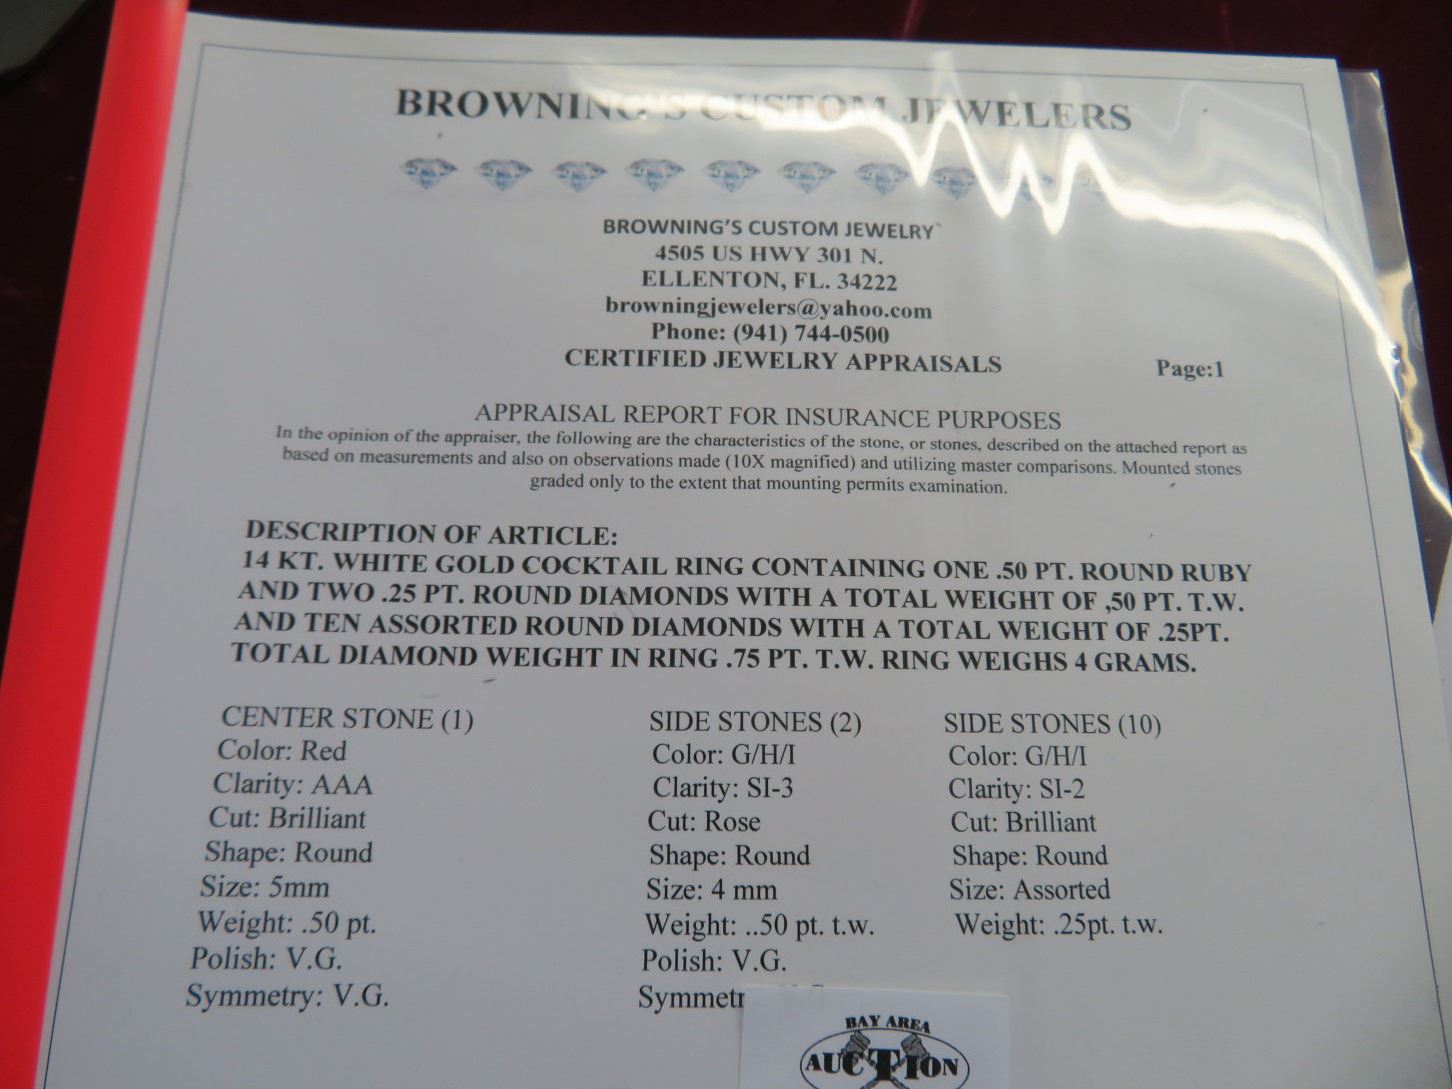 BROWNING'S CUSTOM JEWELERS
BROWNING'S CUSTOM JEWELRY`
4505 US HWY 301 N.
ELLENTON, FL. 34222
browningjewelers@yahoo.com
Phone: (941) 744-0500
CERTIFIED JEWELRY APPRAISALS Page:1
APPRAISAL REPORT FOR INSURANCE PURPOSES
In the opinion of the appraiser, the following are the characteristics of the stone, or stones, described on the attached report as
based on measurements and also on observations made (10X magnified) and utilizing master comparisons. Mounted stones
graded only to the extent that mounting permits examination.
DESCRIPTION OF ARTICLE:
14 KT. WHITE GOLD COCKTAIL RING CONTAINING ONE .50 PT. ROUND RUBY
AND TWO .25 PT. ROUND DIAMONDS WITH A TOTAL WEIGHT OF ,50 PT. T.W.
AND TEN ASSORTED ROUND DIAMONDS WITH A TOTAL WEIGHT OF .25PT.
TOTAL DIAMOND WEIGHT IN RING .75 PT. T.W. RING WEIGHS 4 GRAMS.
CENTER STONE (1)
Color: Red
Clarity: AAA
Cut: Brilliant
Shape: Round
Size: 5mm
Weight: .50 pt.
Polish: V.G.
Symmetry: V.G.
SIDE STONES (2)
Color: G/H/I
Clarity: SI-3
Cut: Rose
Shape: Round
Size: 4 mm
Weight: ..50 pt. t.w.
Polish: V.G.
Symmetr
SIDE STONES (10)
Color: G/H/I
Clarity: SI-2
Cut: Brilliant
Shape: Round
Size: Assorted
Weight: .25pt. t.w.
BAY AREA
AUCTION